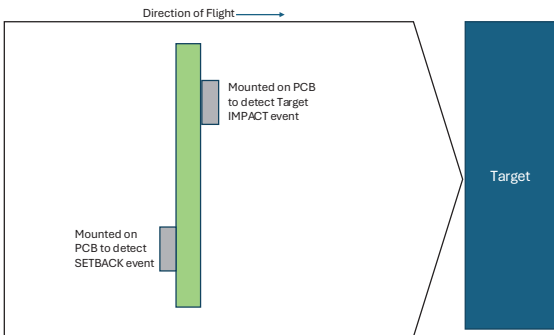 Direction of Flight
Mounted on PCB
to detect Target
IMPACT event
Target
Mounted on
PCB to detect
SETBACK event